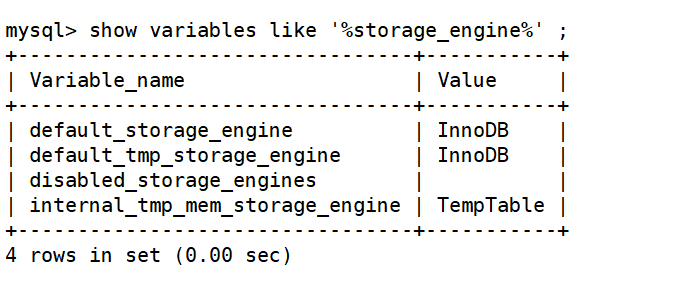 mysql> show variables like '%storage_engine%' ;
+---------------------------------+-----------+
| Variable_name                   | Value     |
+---------------------------------+-----------+
| default_storage_engine          | InnoDB    |
| default_tmp_storage_engine      | InnoDB    |
| disabled_storage_engines        |           |
| internal_tmp_mem_storage_engine | TempTable |
+---------------------------------+-----------+
4 rows in set (0.00 sec)